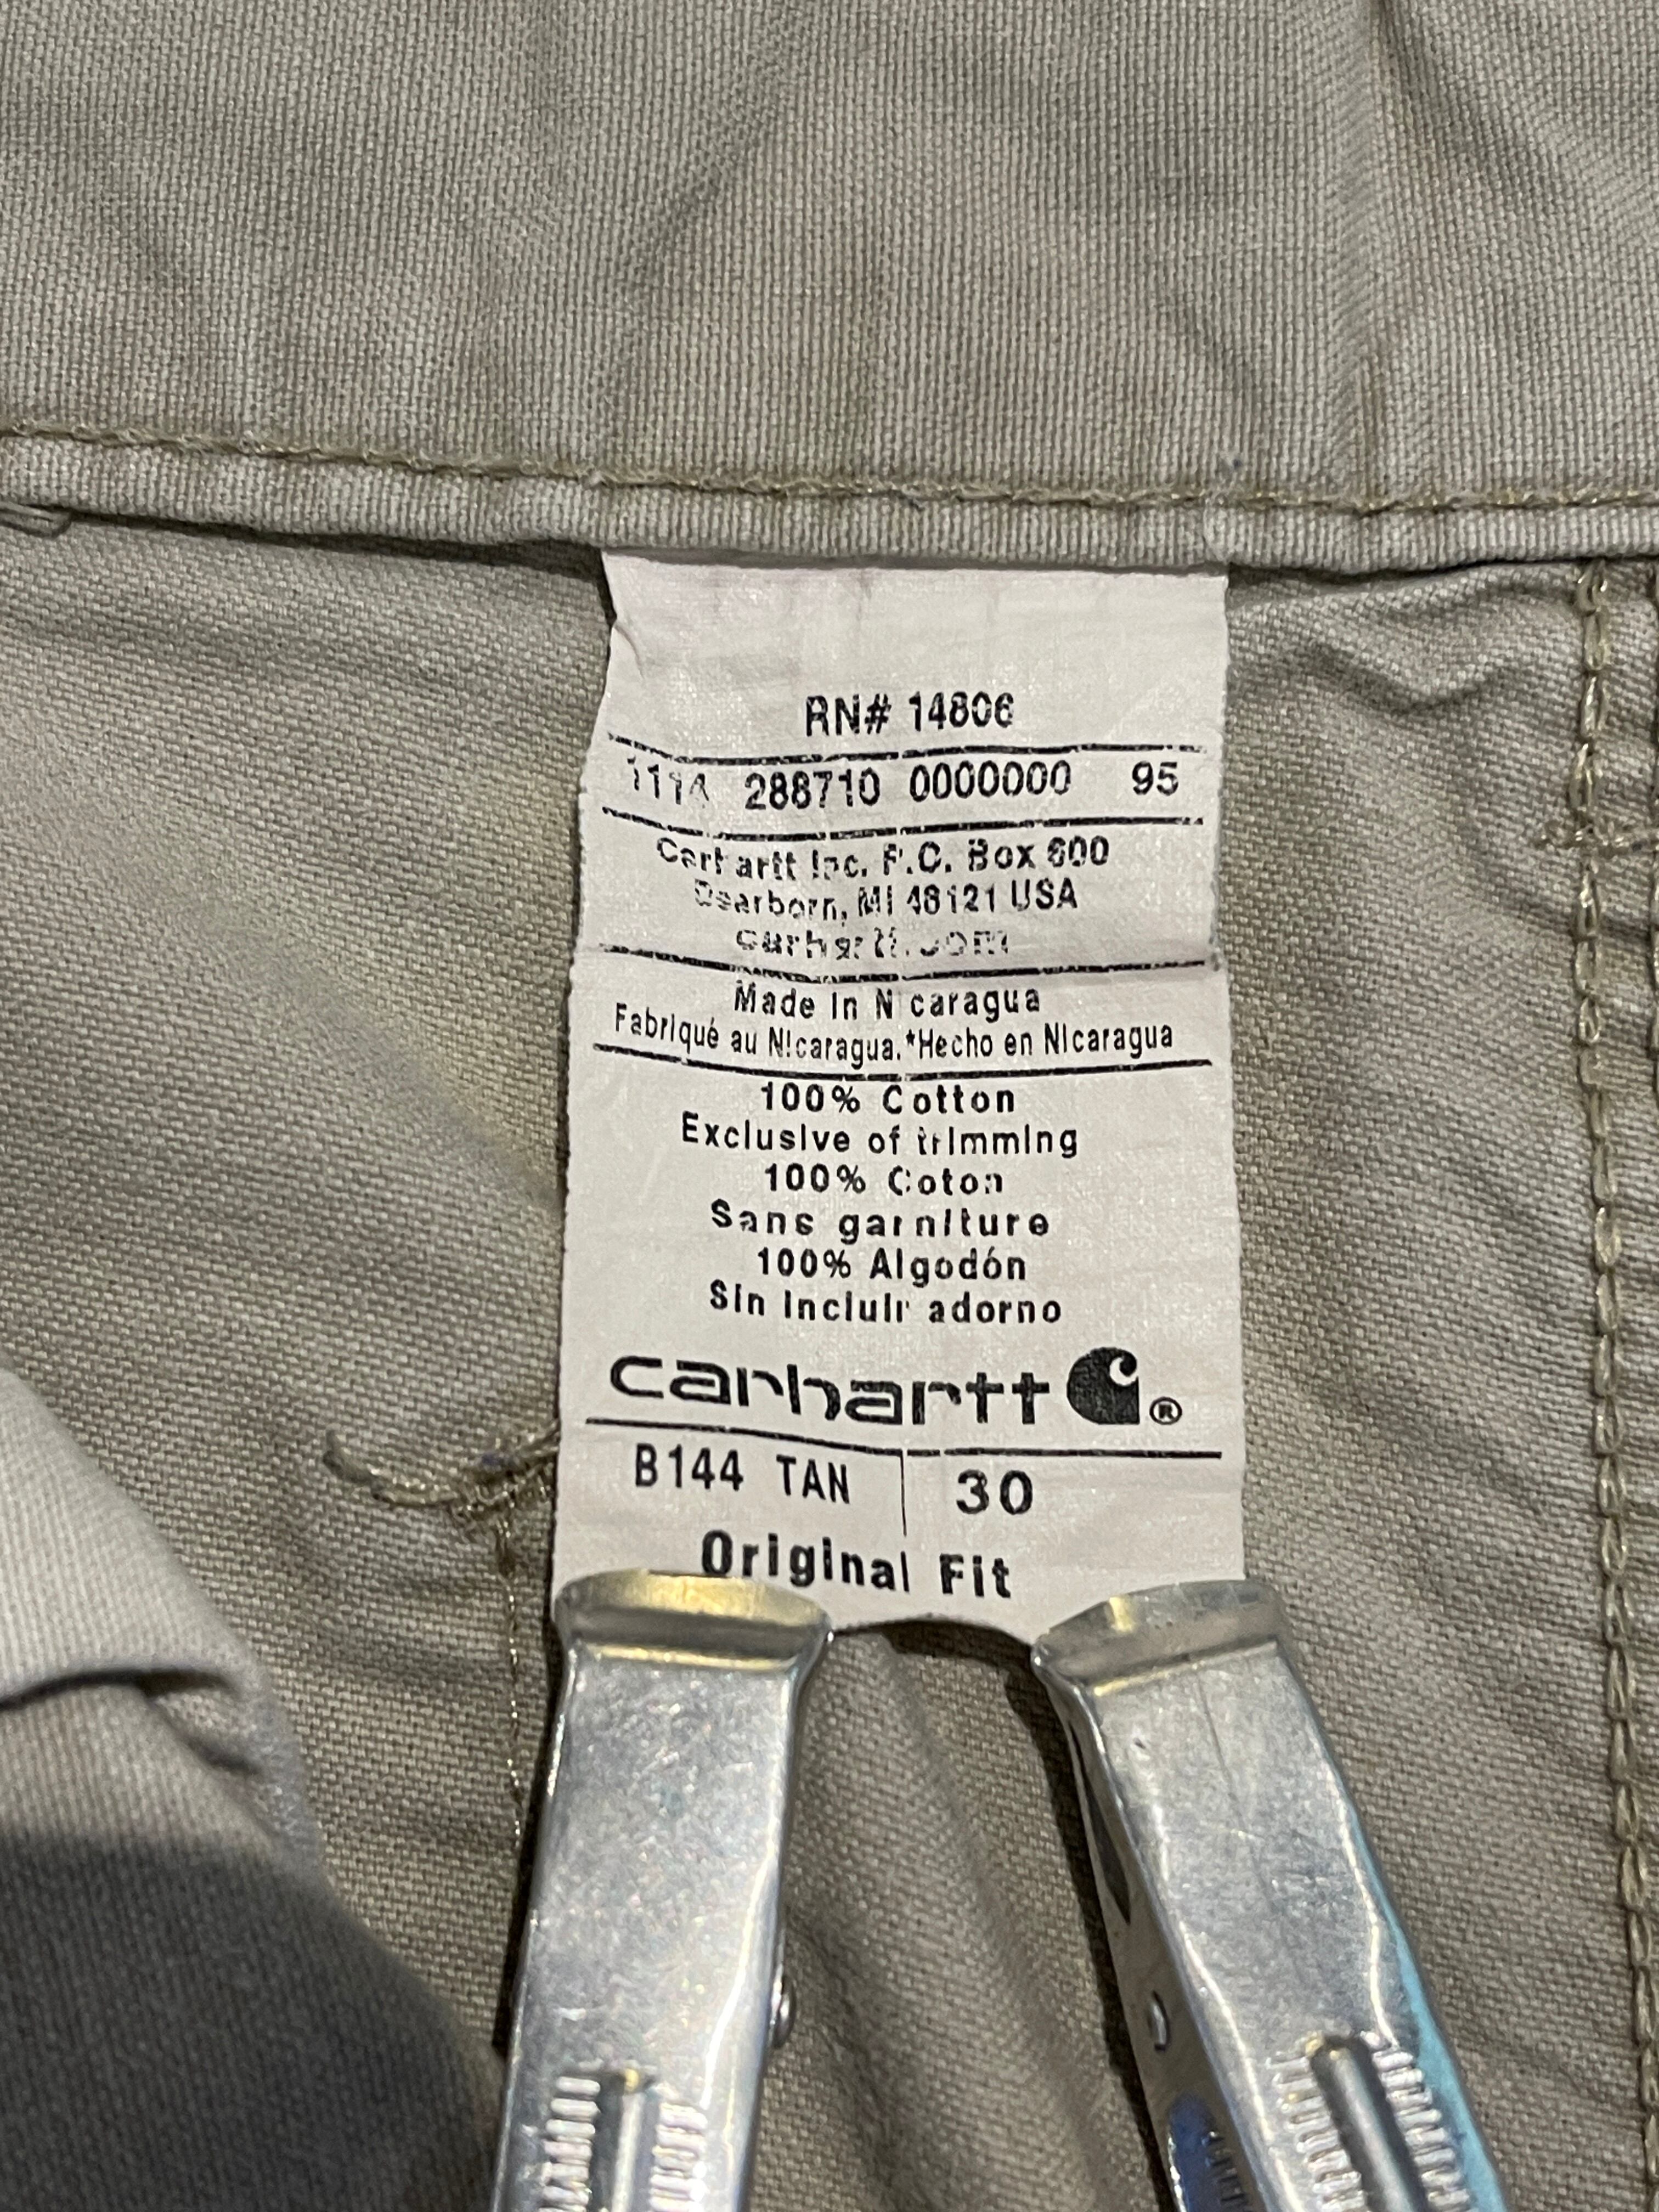 RN# 14806
1114 288710 0000000 95
Carhartt Inc. P.O. Box 600
Dearborn, MI 48121 USA
carhartt.com
Made in Nicaragua
Fabriqué au Nicaragua.*Hecho en Nicaragua
100% Cotton
Exclusive of trimming
100% Coton
Sans garniture
100% Algodón
Sin incluir adorno
carhartt ®
B144 TAN 30
Original Fit